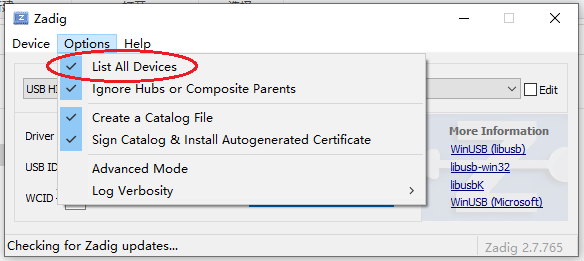 Zadig
Device Options Help
List All Devices
Ignore Hubs or Composite Parents
Create a Catalog File
Sign Catalog & Install Autogenerated Certificate
Advanced Mode
Log Verbosity
Edit
Driver
USB ID
WCID
More Information
WinUSB (libusb)
libusb-win32
libusbK
WinUSB (Microsoft)
Checking for Zadig updates...
Zadig 2.7.765